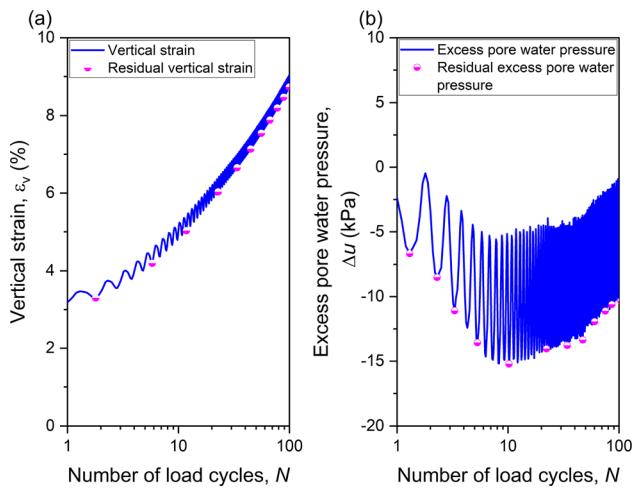 (a)
10
8
6
4
2
0
Vertical strain, εv (%)
Vertical strain
Residual vertical strain
1
10
100
Number of load cycles, N
(b)
10
5
0
-5
-10
-15
-20
Excess pore water pressure,
Δu (kPa)
Excess pore water pressure
Residual excess pore water
pressure
1
10
100
Number of load cycles, N